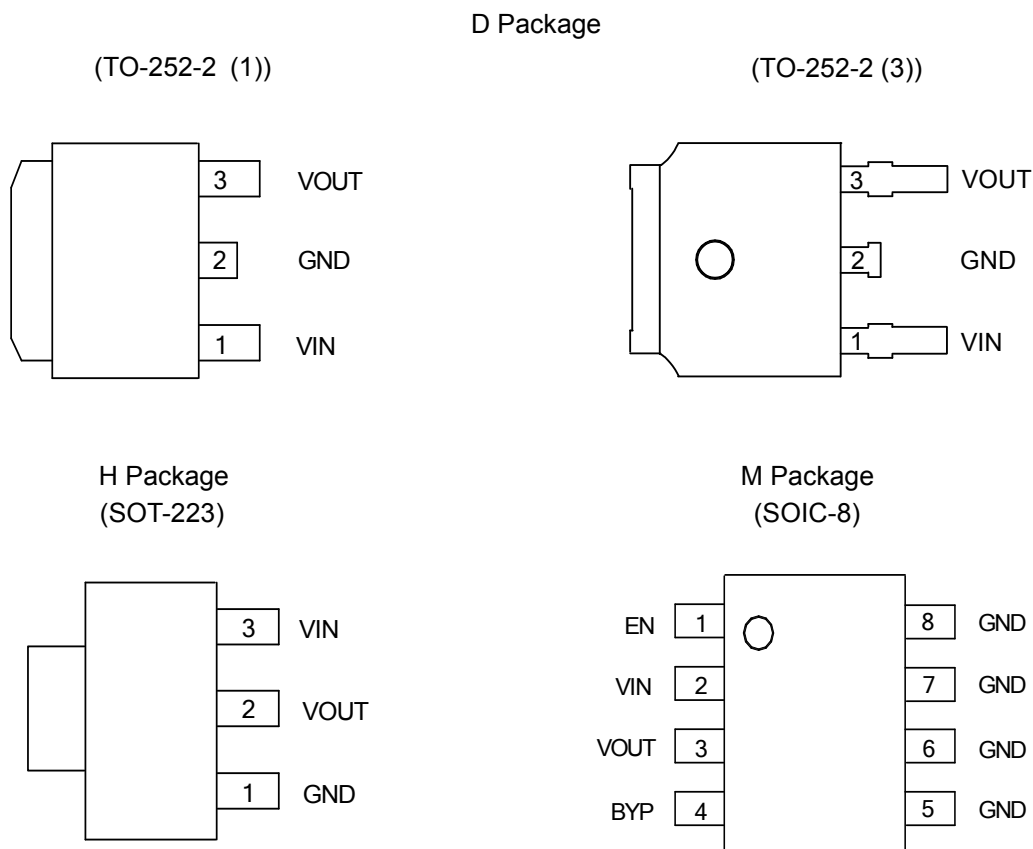 D Package
(TO-252-2 (1))
(TO-252-2 (3))
3 VOUT
2 GND
1 VIN
3 VOUT
2 GND
1 VIN
H Package
(SOT-223)
M Package
(SOIC-8)
3 VIN
2 VOUT
1 GND
EN 1 8 GND
VIN 2 7 GND
VOUT 3 6 GND
BYP 4 5 GND